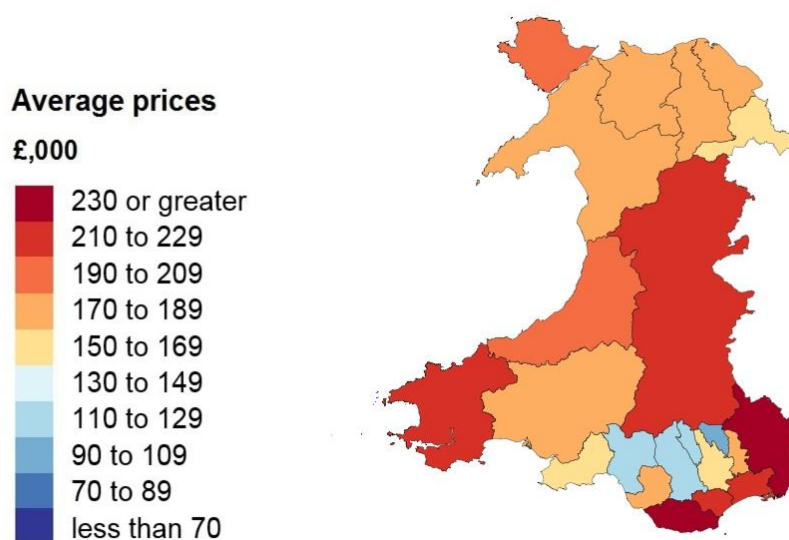 Average prices
£,000
230 or greater
210 to 229
190 to 209
170 to 189
150 to 169
130 to 149
110 to 129
90 to 109
70 to 89
less than 70